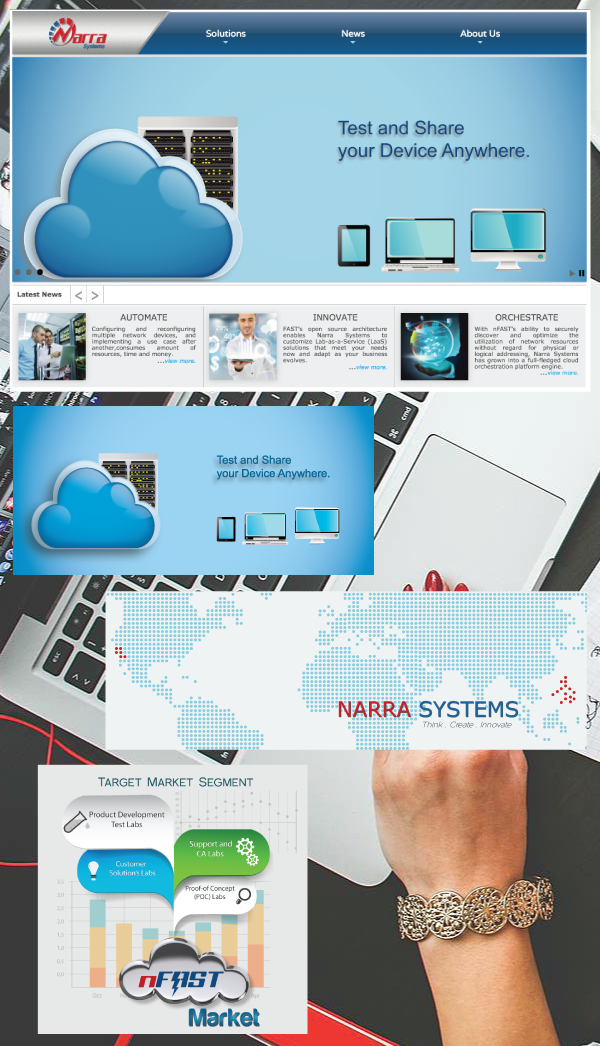 Narra
Systems
Solutions
News
About Us
Test and Share
your Device Anywhere.
Latest News
AUTOMATE
Configuring and reconfiguring
multiple network devices, and
implementing a use case after
another,consumes amount of
resources, time and money.
...view more.
INNOVATE
FAST's open source architecture
enables Narra Systems to
customize Lab-as-a-Service (LaaS)
solutions that meet your needs
now and adapt as your business
evolves.
...view more.
ORCHESTRATE
With nFAST's ability to securely
discover and optimize the
utilization of network resources
without regard for physical or
logical addressing, Narra Systems
has grown into a full-fledged cloud
orchestration platform engine.
...view more.
cmd
Test and Share
your Device Anywhere.
esc
NARRA SYSTEMS
Think . Create . Innovate
TARGET MARKET SEGMENT
Product Development
Test Labs
Support and
CA Labs
Customer
Solution's Labs
Proof-of Concept
(POC) Labs
3,5
3,0
2,5
2,0
1,5
1,0
0,5
0,0
Oct
nFAST
Market